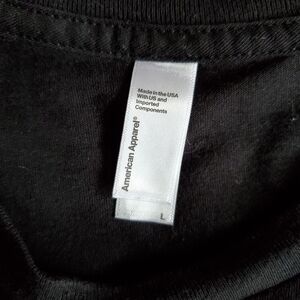 Made in the USA
With US and
Imported
Components
American Apparel®
L